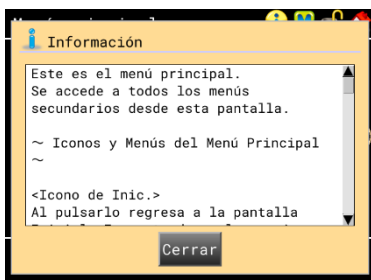 Información
Este es el menú principal.
Se accede a todos los menús
secundarios desde esta pantalla.
~ Iconos y Menús del Menú Principal
~
<Icono de Inic.>
Al pulsarlo regresa a la pantalla
Cerrar